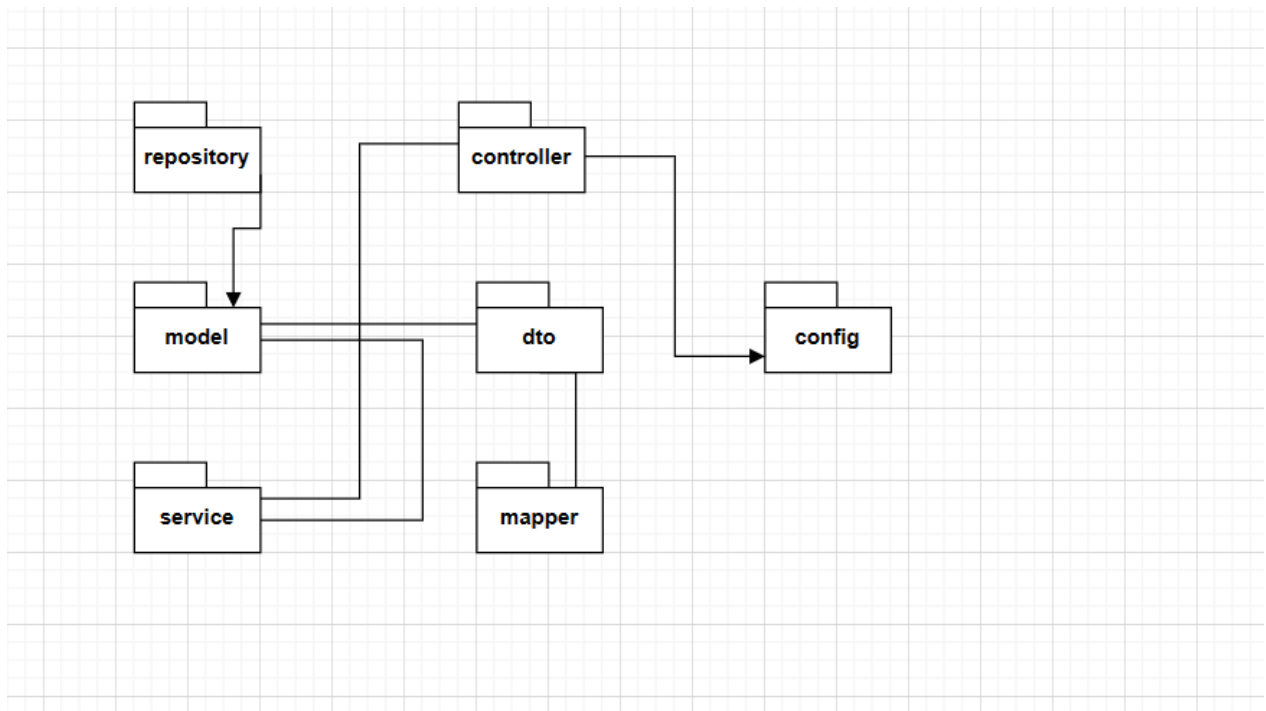 repository
controller
model
dto
config
service
mapper